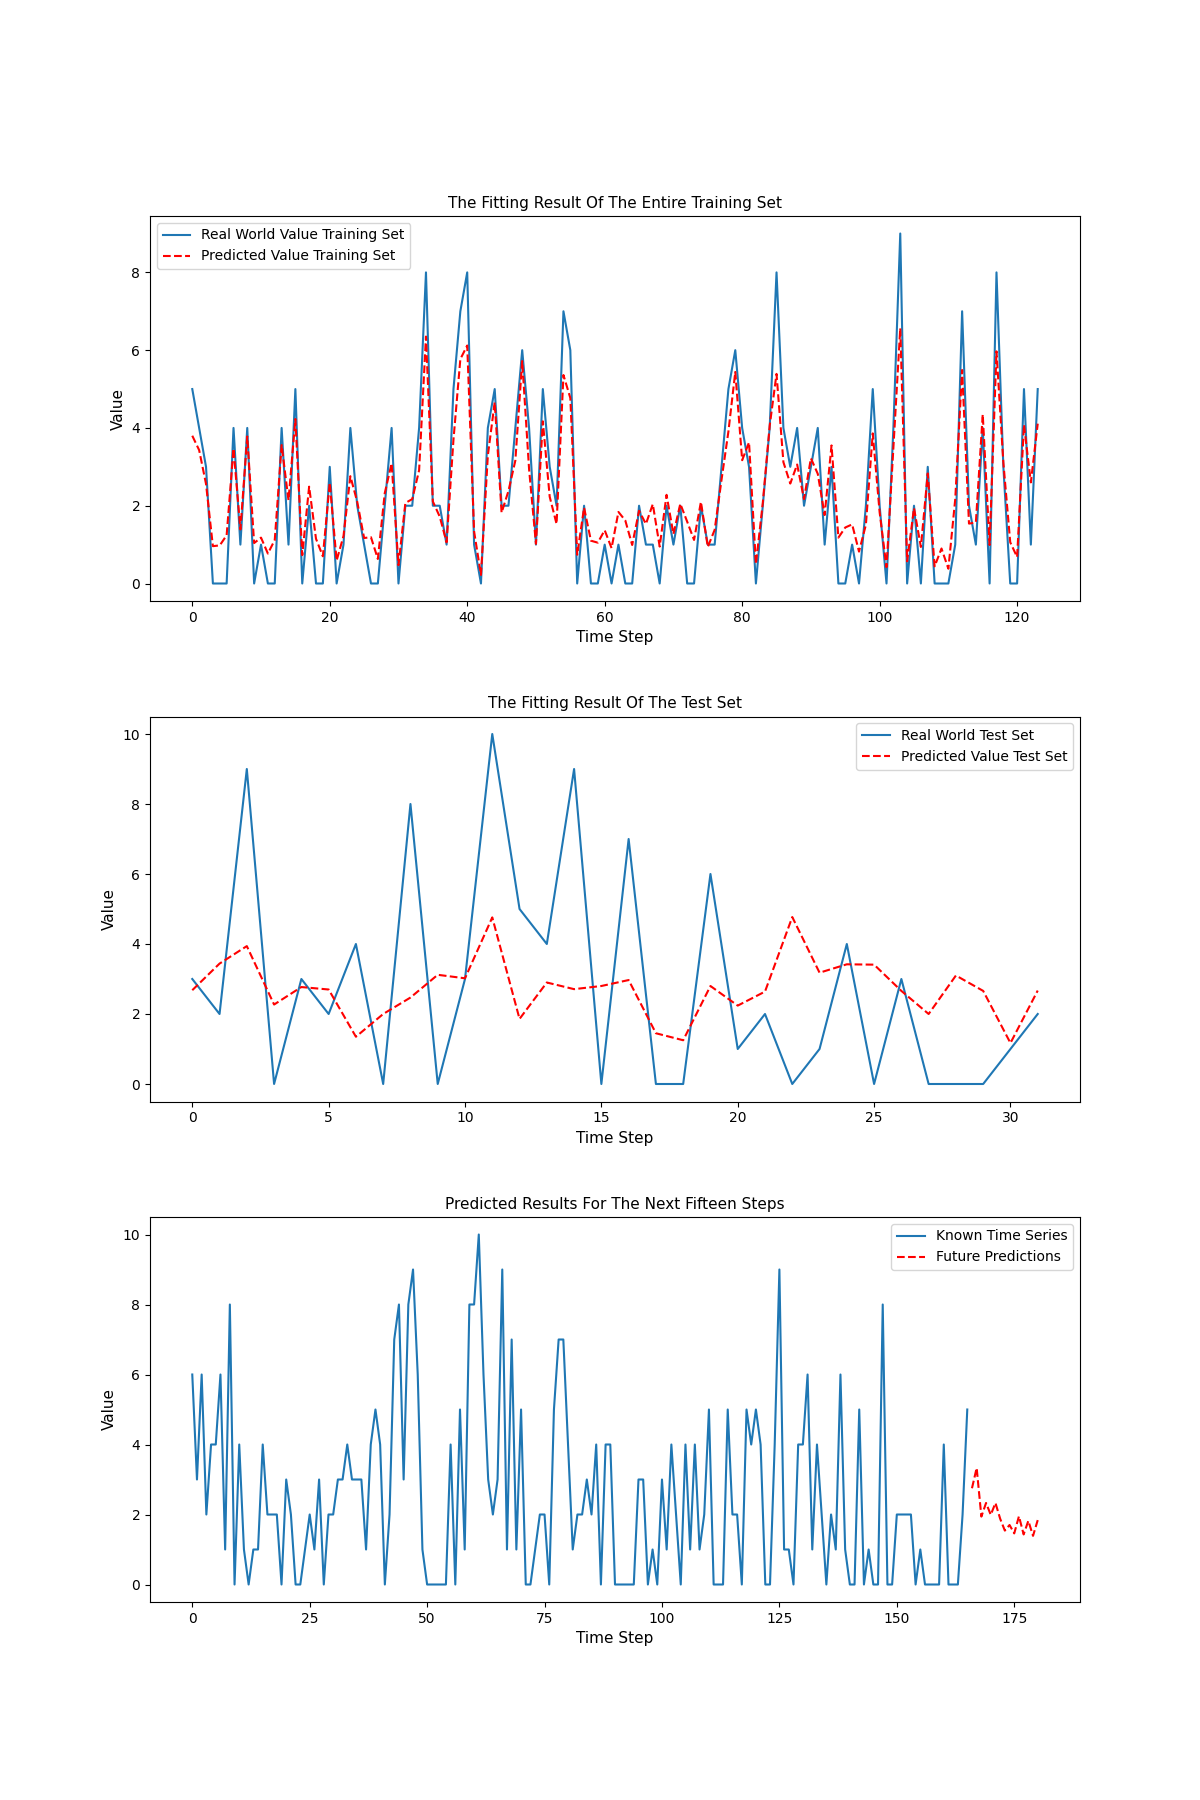 The Fitting Result Of The Entire Training Set
Real World Value Training Set
Predicted Value Training Set
8
6
4
2
0
Value
0 20 40 60 80 100 120
Time Step
The Fitting Result Of The Test Set
Real World Test Set
Predicted Value Test Set
10
8
6
4
2
0
Value
0 5 10 15 20 25 30
Time Step
Predicted Results For The Next Fifteen Steps
Known Time Series
Future Predictions
10
8
6
4
2
0
Value
0 25 50 75 100 125 150 175
Time Step